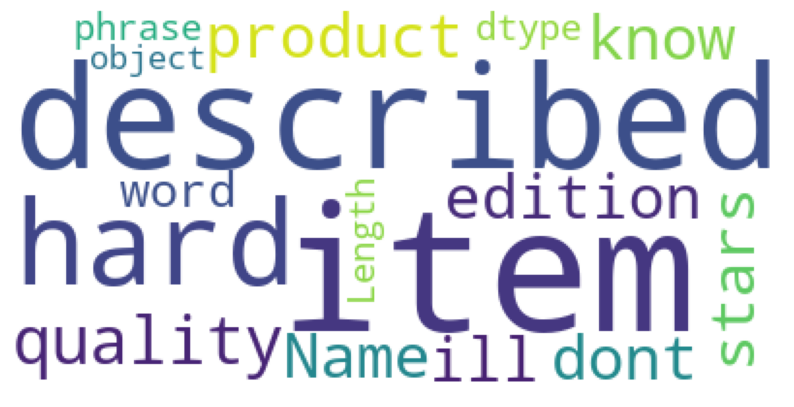 phrase
product
dtype
know
object
described
word
Length
edition
hard
item
stars
quality
Name
ill
dont